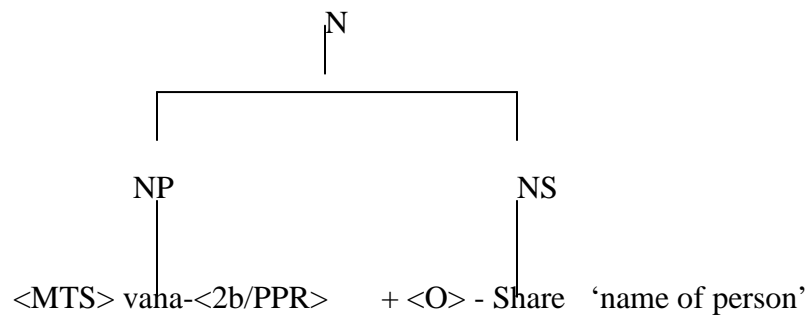 N
NP NS
<MTS> vana-<2b/PPR> + <O> - Share ‘name of person’